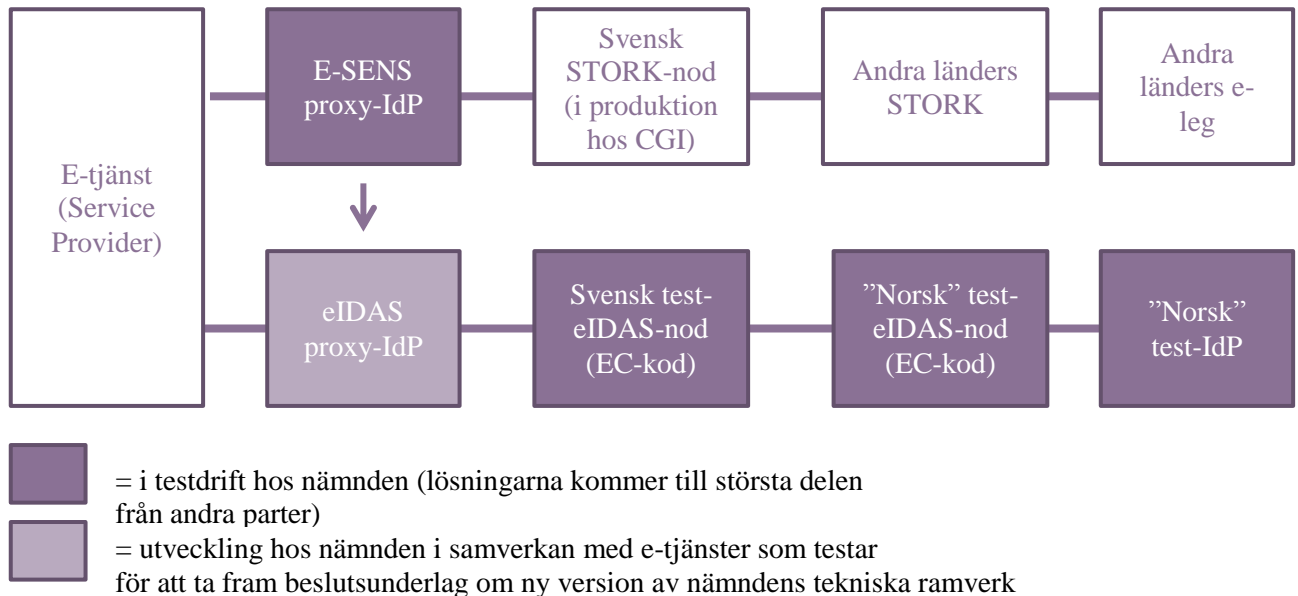 E-tjänst
(Service
Provider)
E-SENS
proxy-IdP
Svensk
STORK-nod
(i produktion
hos CGI)
Andra länders
STORK
Andra
länders e-
leg
eIDAS
proxy-IdP
Svensk test-
eIDAS-nod
(EC-kod)
”Norsk” test-
eIDAS-nod
(EC-kod)
”Norsk”
test-IdP
= i testdrift hos nämnden (lösningarna kommer till största delen
från andra parter)
= utveckling hos nämnden i samverkan med e-tjänster som testar
för att ta fram beslutsunderlag om ny version av nämndens tekniska ramverk